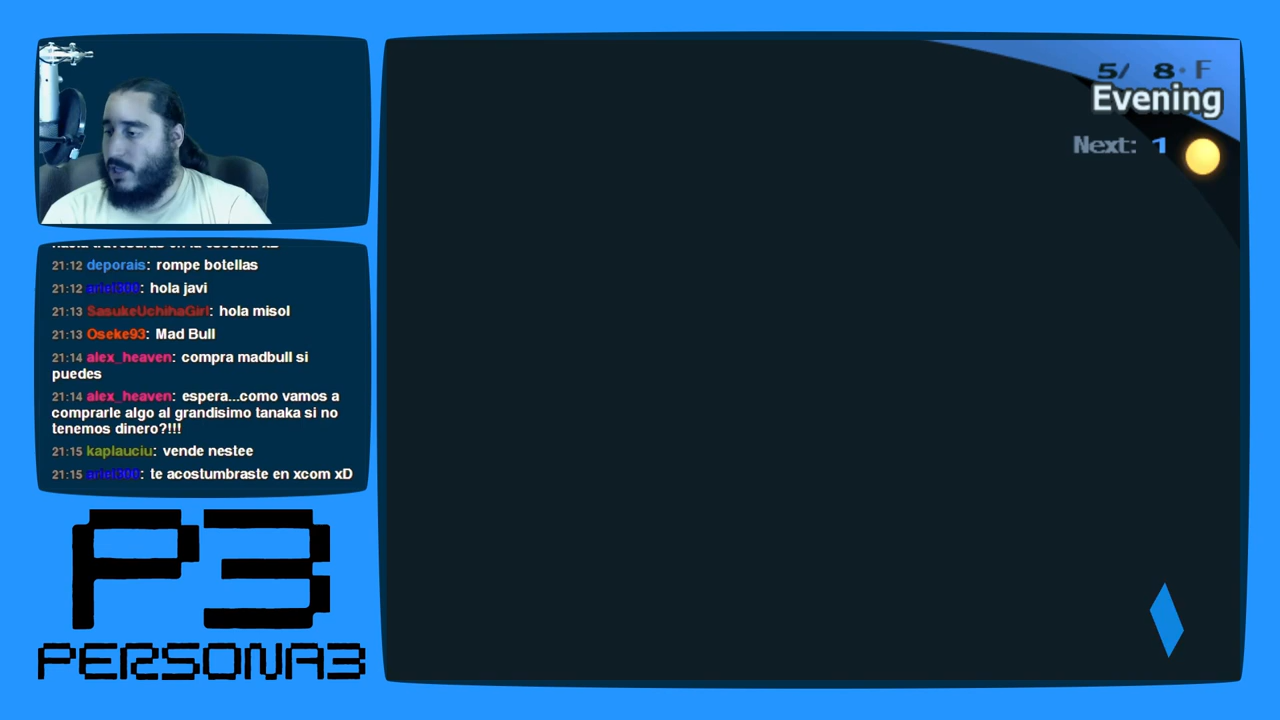 5/ 8 · F
Evening
Next: 1
21:12 deporais: rompe botellas
21:12 ariel300: hola javi
21:13 SasukeUchihaGirl: hola misol
21:13 Oseke93: Mad Bull
21:14 alex_heaven: compra madbull si
puedes
21:14 alex_heaven: espera...como vamos a
comprarle algo al grandisimo tanaka si no
tenemos dinero?!!!
21:15 kaplauciu: vende nestee
21:15 ariel300: te acostumbraste en xcom xD
P3
PERSONA3